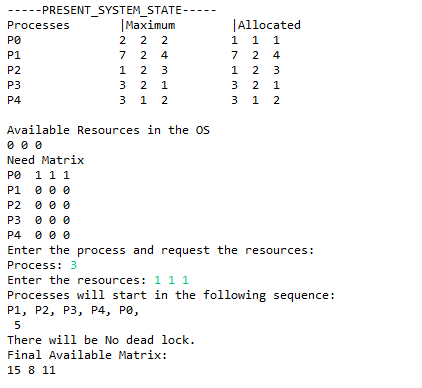 -----PRESENT_SYSTEM_STATE-----
Processes |Maximum |Allocated
P0 2 2 2 1 1 1
P1 7 2 4 7 2 4
P2 1 2 3 1 2 3
P3 3 2 1 3 2 1
P4 3 1 2 3 1 2
Available Resources in the OS
0 0 0
Need Matrix
P0 1 1 1
P1 0 0 0
P2 0 0 0
P3 0 0 0
P4 0 0 0
Enter the process and request the resources:
Process: 3
Enter the resources: 1 1 1
Processes will start in the following sequence:
P1, P2, P3, P4, P0,
5
There will be No dead lock.
Final Available Matrix:
15 8 11